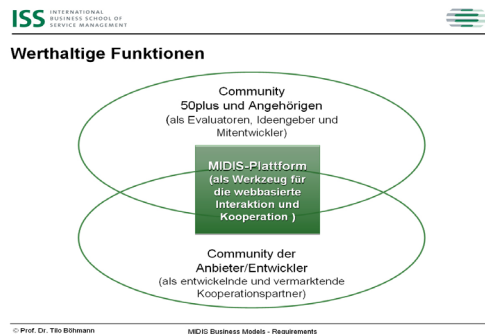 ISS INTERNATIONAL
BUSINESS SCHOOL OF
SERVICE MANAGEMENT
Werthaltige Funktionen
Community
50plus und Angehörigen
(als Evaluatoren, Ideengeber und
Mitentwickler)
MIDIS-Plattform
(als Werkzeug für
die webbasierte
Interaktion und
Kooperation )
Community der
Anbieter/Entwickler
(als entwickelnde und vermarktende
Kooperationspartner)
© Prof. Dr. Tilo Böhmann
MIDIS Business Models - Requirements